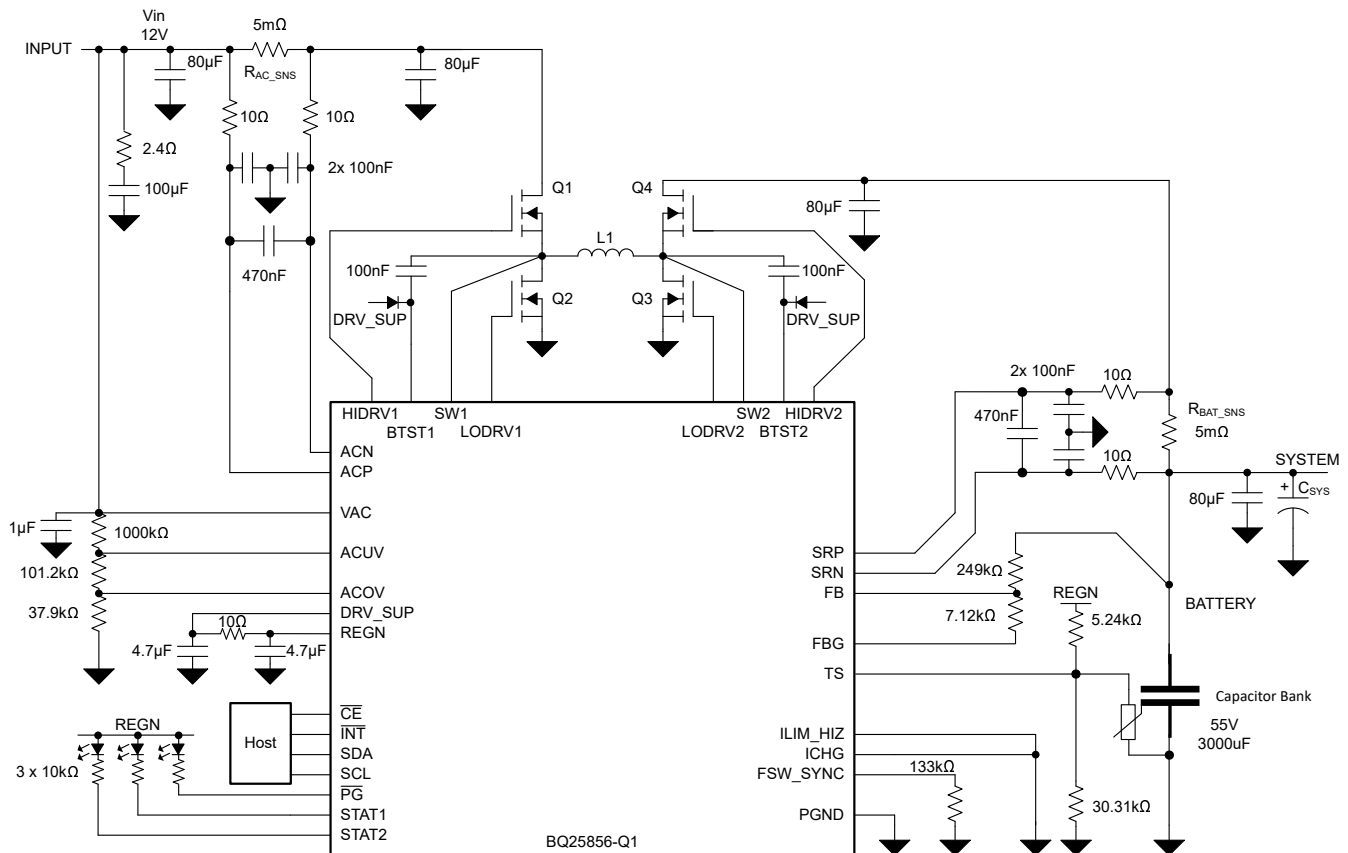 Vin
12V
INPUT
5mΩ
R_AC_SNS
80µF
80µF
10Ω
10Ω
2.4Ω
100µF
2x 100nF
470nF
Q1
Q4
80µF
L1
100nF
100nF
Q2
Q3
DRV_SUP
DRV_SUP
HIDRV1
BTST1
SW1
LODRV1
LODRV2
SW2
BTST2
HIDRV2
2x 100nF
10Ω
470nF
R_BAT_SNS
5mΩ
10Ω
SYSTEM
80µF
+
C_SYS
ACN
ACP
1µF
VAC
1000kΩ
ACUV
101.2kΩ
ACOV
37.9kΩ
DRV_SUP
10Ω
REGN
4.7µF
4.7µF
SRP
SRN
249kΩ
FB
7.12kΩ
FBG
REGN
5.24kΩ
BATTERY
TS
Capacitor Bank
55V
3000uF
Host
CE
INT
SDA
SCL
REGN
3 x 10kΩ
PG
STAT1
STAT2
ILIM_HIZ
ICHG
FSW_SYNC
133kΩ
30.31kΩ
PGND
BQ25856-Q1